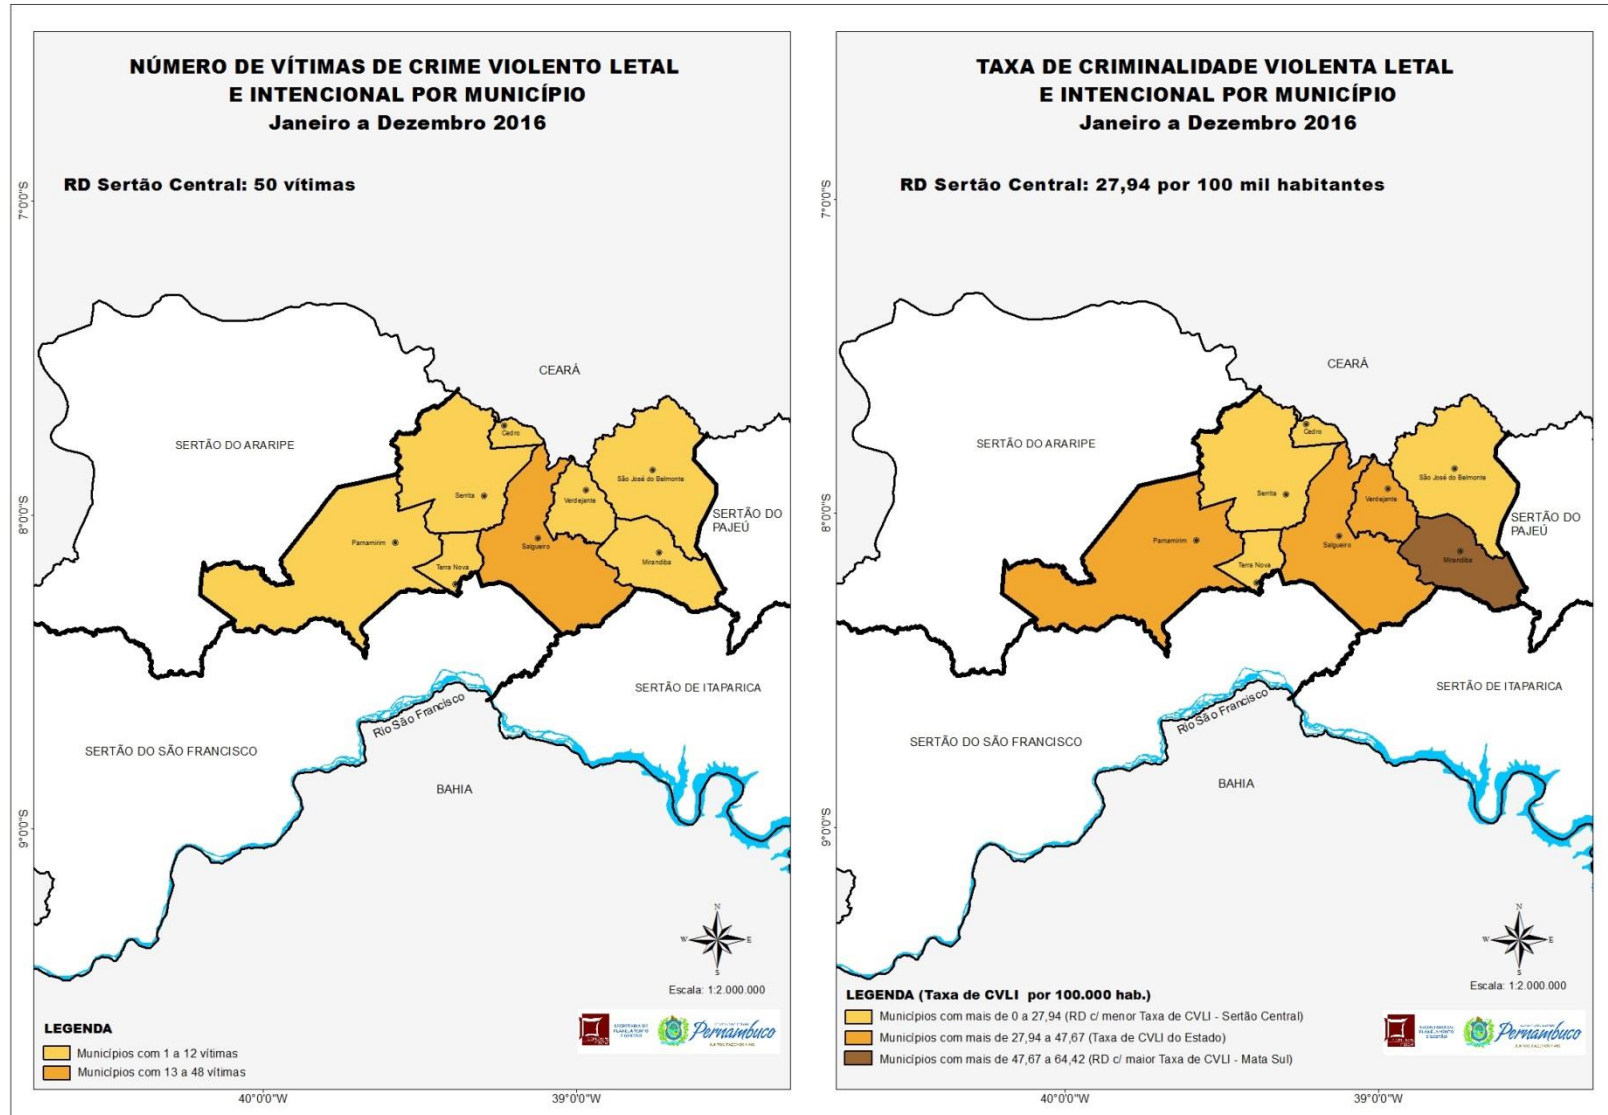 NÚMERO DE VÍTIMAS DE CRIME VIOLENTO LETAL
E INTENCIONAL POR MUNICÍPIO
Janeiro a Dezembro 2016
RD Sertão Central: 50 vítimas
7°0'0"S
8°0'0"S
9°0'0"S
CEARÁ
SERTÃO DO ARARIPE
Cedro
São José do Belmonte
Serrita
Verdejante
SERTÃO DO
PAJEÚ
Parnamirim
Salgueiro
Mirandiba
Terra Nova
SERTÃO DE ITAPARICA
Rio São Francisco
SERTÃO DO SÃO FRANCISCO
BAHIA
N
W
E
S
Escala: 1:2.000.000
LEGENDA
Municípios com 1 a 12 vítimas
Municípios com 13 a 48 vítimas
SECRETARIA DE
PLANEJAMENTO
E GESTÃO
Pernambuco
40°0'0"W
39°0'0"W
TAXA DE CRIMINALIDADE VIOLENTA LETAL
E INTENCIONAL POR MUNICÍPIO
Janeiro a Dezembro 2016
RD Sertão Central: 27,94 por 100 mil habitantes
7°0'0"S
8°0'0"S
9°0'0"S
CEARÁ
SERTÃO DO ARARIPE
Cedro
São José do Belmonte
Serrita
Verdejante
SERTÃO DO
PAJEÚ
Parnamirim
Salgueiro
Mirandiba
Terra Nova
SERTÃO DE ITAPARICA
Rio São Francisco
SERTÃO DO SÃO FRANCISCO
BAHIA
N
W
E
S
Escala: 1:2.000.000
LEGENDA (Taxa de CVLI por 100.000 hab.)
Municípios com mais de 0 a 27,94 (RD c/ menor Taxa de CVLI - Sertão Central)
Municípios com mais de 27,94 a 47,67 (Taxa de CVLI do Estado)
Municípios com mais de 47,67 a 64,42 (RD c/ maior Taxa de CVLI - Mata Sul)
SECRETARIA DE
PLANEJAMENTO
E GESTÃO
Pernambuco
40°0'0"W
39°0'0"W